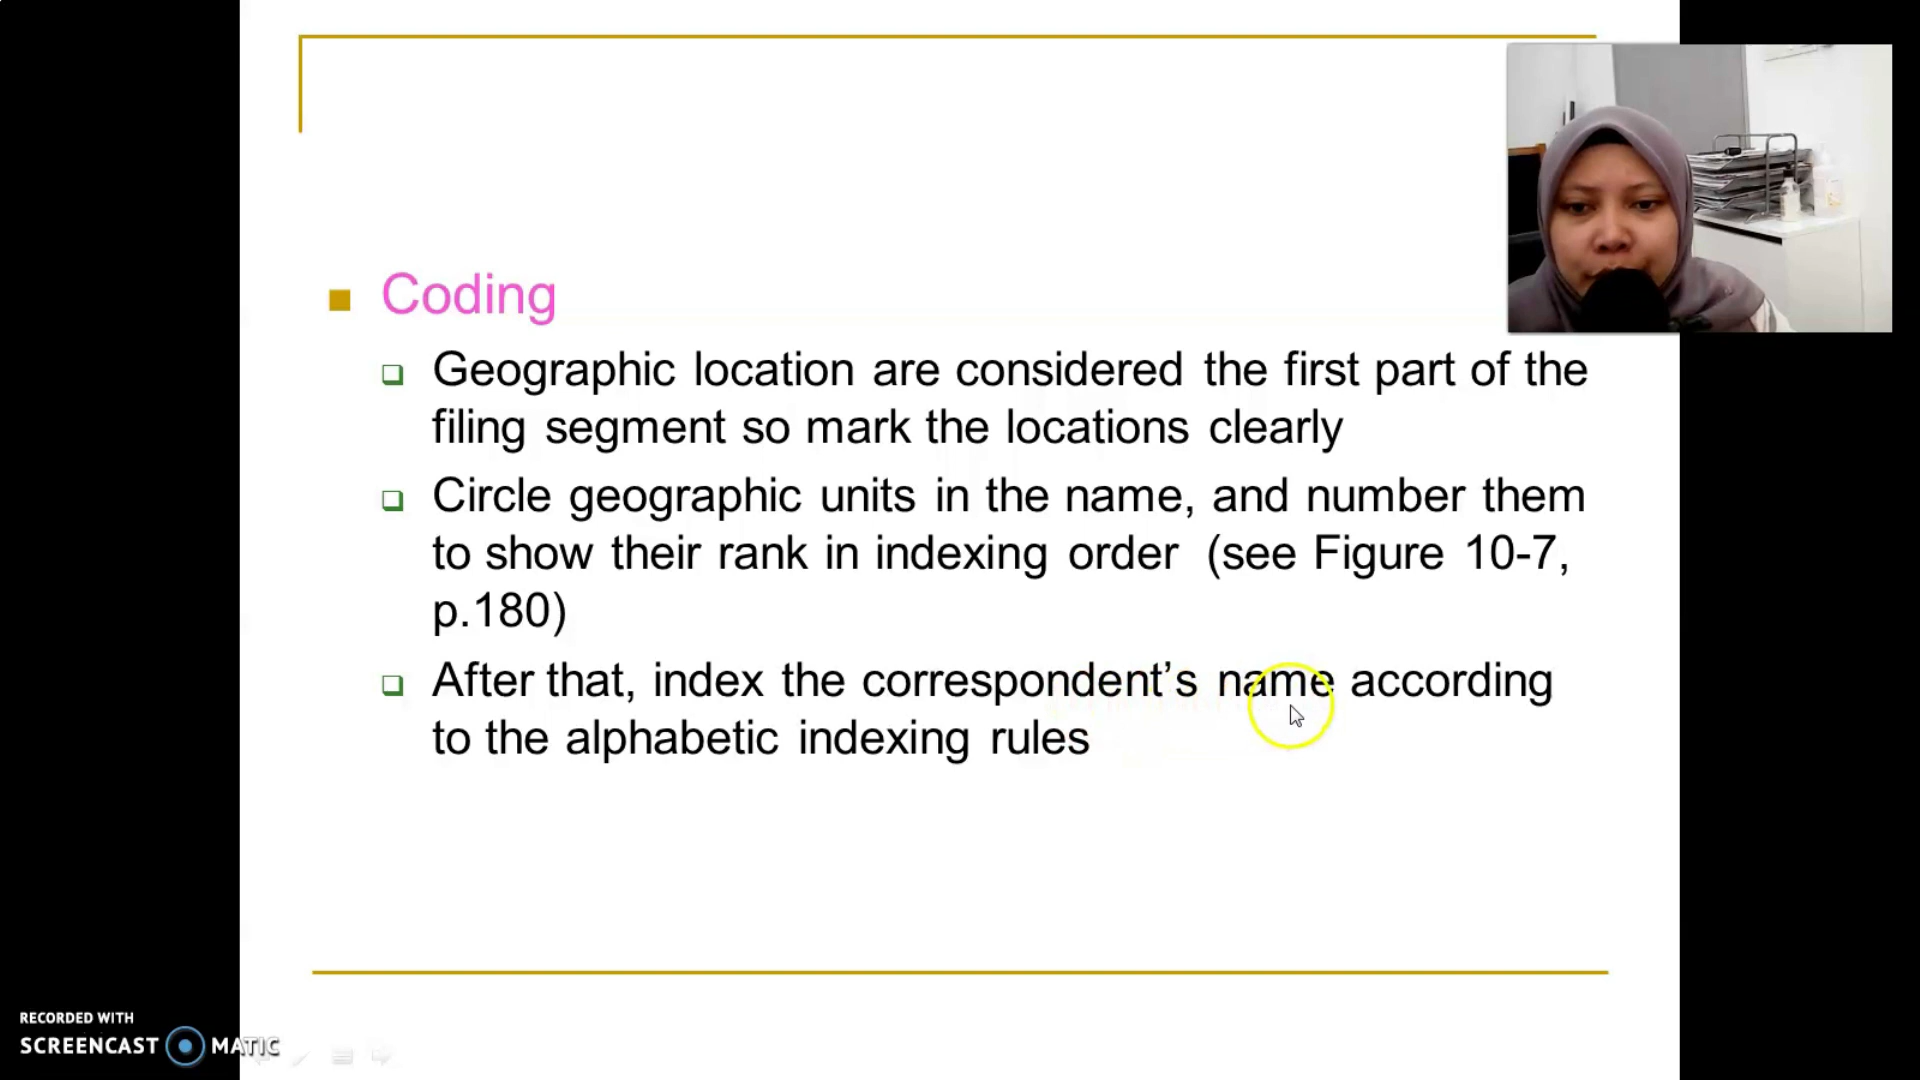 Coding
Geographic location are considered the first part of the
filing segment so mark the locations clearly
Circle geographic units in the name, and number them
to show their rank in indexing order (see Figure 10-7,
p.180)
After that, index the correspondent’s name according
to the alphabetic indexing rules
RECORDED WITH
SCREENCAST MATIC